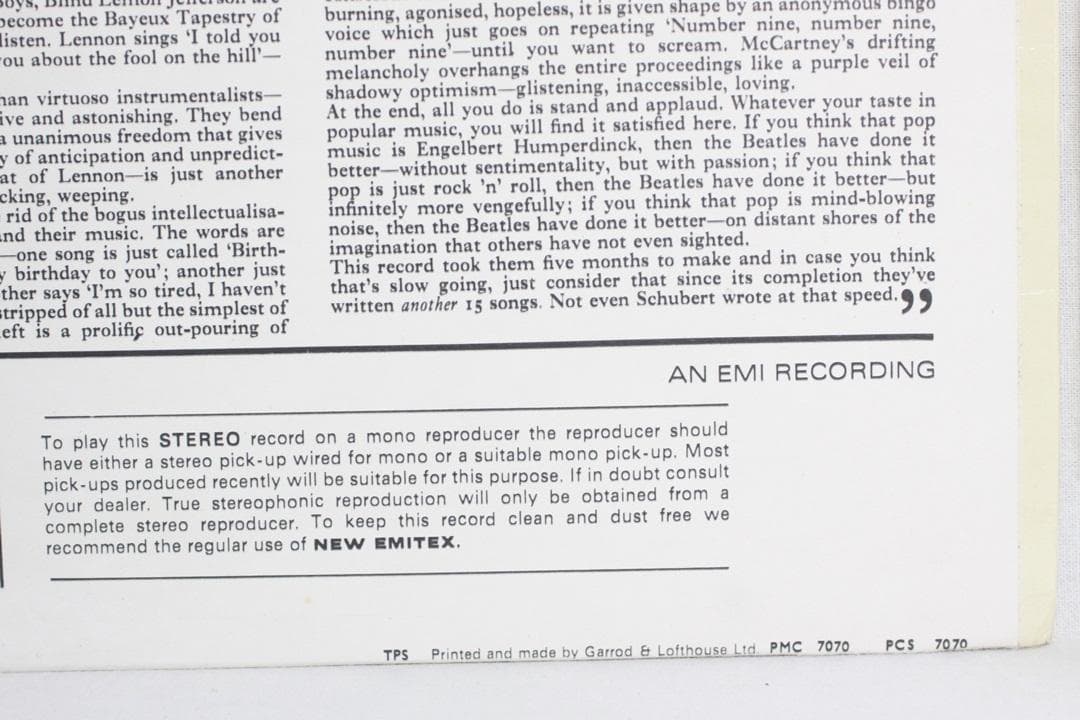 become the Bayeux Tapestry of
listen. Lennon sings ‘I told you
you about the fool on the hill’—
han virtuoso instrumentalists—
ive and astonishing. They bend
a unanimous freedom that gives
y of anticipation and unpredict-
at of Lennon—is just another
cking, weeping.
rid of the bogus intellectualisa-
nd their music. The words are
—one song is just called ‘Birth-
y birthday to you’; another just
ther says ‘I'm so tired, I haven't
stripped of all but the simplest of
eft is a prolific out-pouring of
burning, agonised, hopeless, it is given shape by an anonymous bingo
voice which just goes on repeating ‘Number nine, number nine,
number nine’—until you want to scream. McCartney's drifting
melancholy overhangs the entire proceedings like a purple veil of
shadowy optimism—glistening, inaccessible, loving.
At the end, all you do is stand and applaud. Whatever your taste in
popular music, you will find it satisfied here. If you think that pop
music is Engelbert Humperdinck, then the Beatles have done it
better—without sentimentality, but with passion; if you think that
pop is just rock 'n' roll, then the Beatles have done it better—but
infinitely more vengefully; if you think that pop is mind-blowing
noise, then the Beatles have done it better—on distant shores of the
imagination that others have not even sighted.
This record took them five months to make and in case you think
that's slow going, just consider that since its completion they've
written another 15 songs. Not even Schubert wrote at that speed.”
AN EMI RECORDING
To play this STEREO record on a mono reproducer the reproducer should
have either a stereo pick-up wired for mono or a suitable mono pick-up. Most
pick-ups produced recently will be suitable for this purpose. If in doubt consult
your dealer. True stereophonic reproduction will only be obtained from a
complete stereo reproducer. To keep this record clean and dust free we
recommend the regular use of NEW EMITEX.
TPS Printed and made by Garrod & Lofthouse Ltd. PMC 7070 PCS 7070